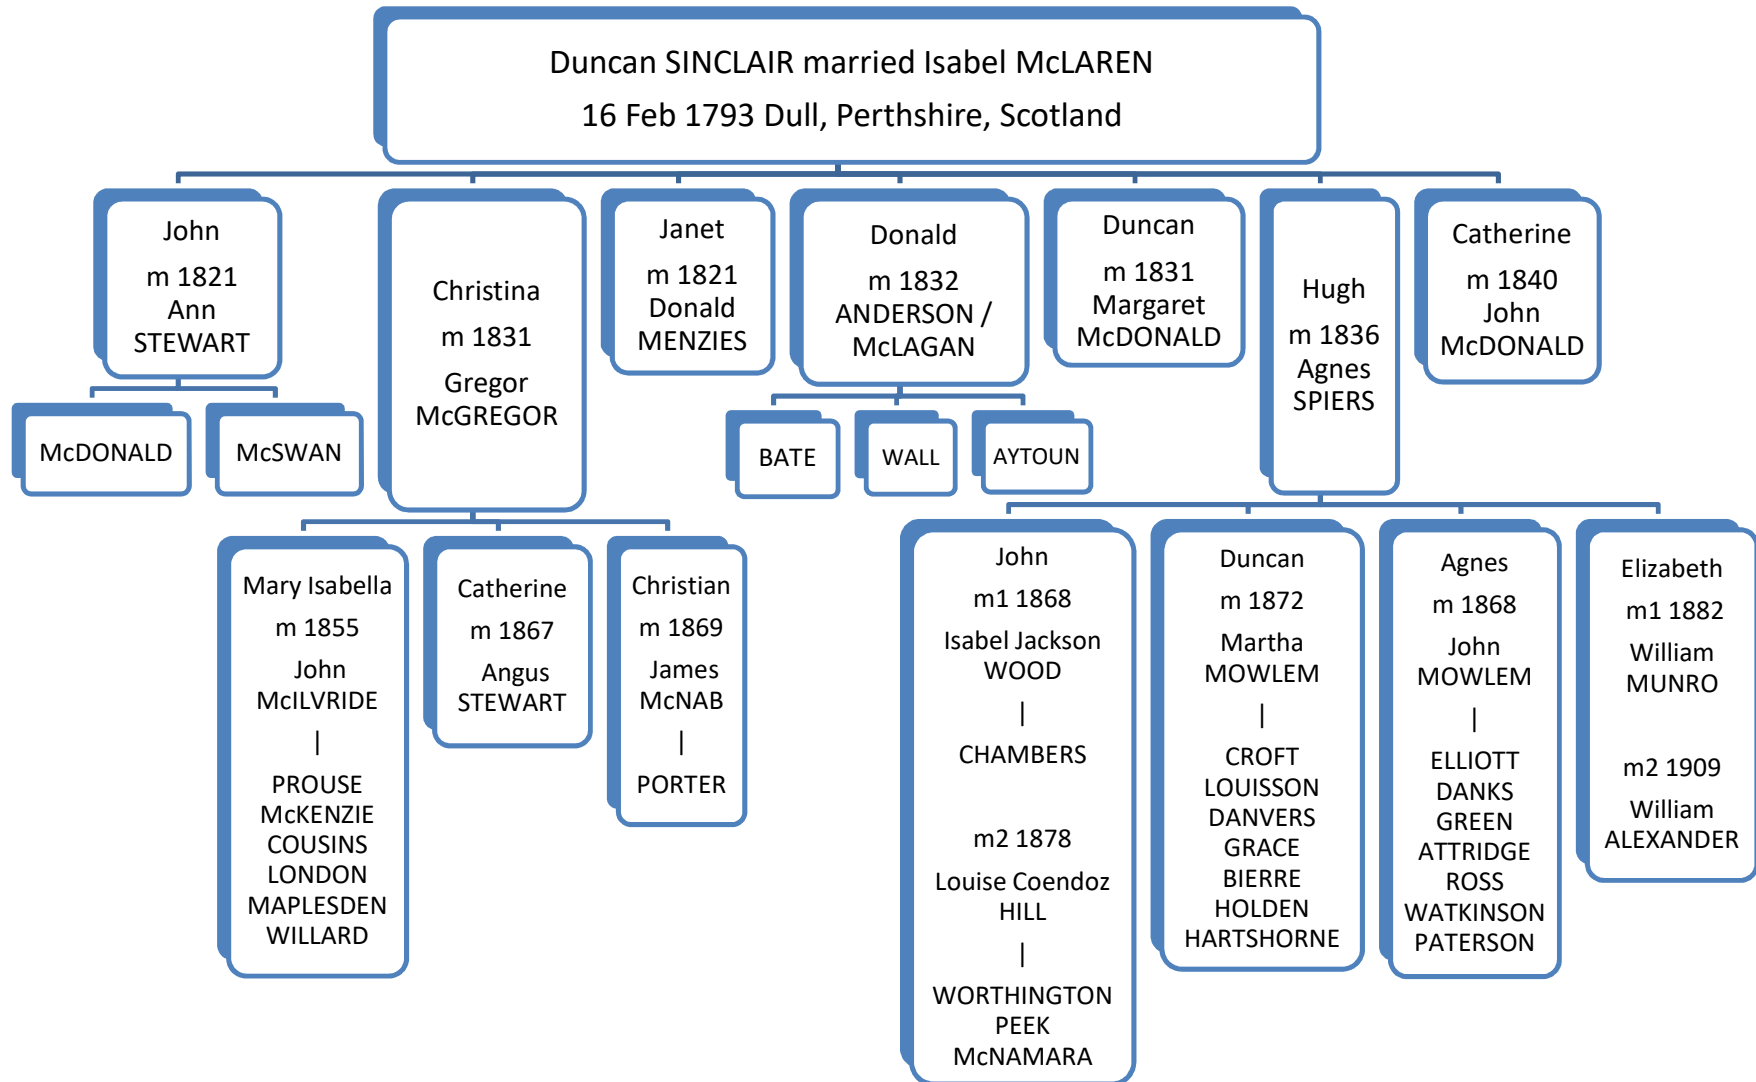 Duncan SINCLAIR married Isabel McLAREN
16 Feb 1793 Dull, Perthshire, Scotland
John
m 1821
Ann
STEWART
McDONALD
McSWAN
Christina
m 1831
Gregor
McGREGOR
Janet
m 1821
Donald
MENZIES
Donald
m 1832
ANDERSON /
McLAGAN
BATE
WALL
AYTOUN
Duncan
m 1831
Margaret
McDONALD
Hugh
m 1836
Agnes
SPIERS
Catherine
m 1840
John
McDONALD
Mary Isabella
m 1855
John
McILVRIDE
|
PROUSE
McKENZIE
COUSINS
LONDON
MAPLESDEN
WILLARD
Catherine
m 1867
Angus
STEWART
Christian
m 1869
James
McNAB
|
PORTER
John
m1 1868
Isabel Jackson
WOOD
|
CHAMBERS
m2 1878
Louise Coendoz
HILL
|
WORTHINGTON
PEEK
McNAMARA
Duncan
m 1872
Martha
MOWLEM
|
CROFT
LOUISSON
DANVERS
GRACE
BIERRE
HOLDEN
HARTSHORNE
Agnes
m 1868
John
MOWLEM
|
ELLIOTT
DANKS
GREEN
ATTRIDGE
ROSS
WATKINSON
PATERSON
Elizabeth
m1 1882
William
MUNRO
m2 1909
William
ALEXANDER